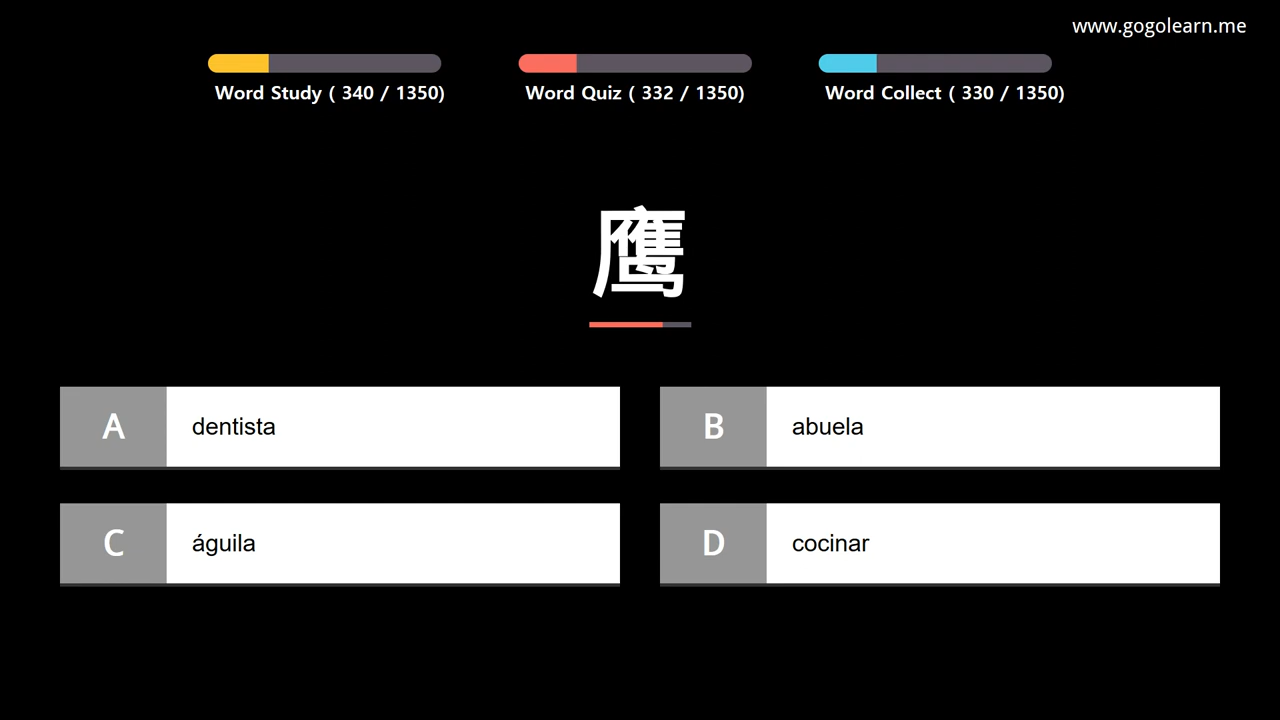 www.gogolearn.me
Word Study ( 340 / 1350)
Word Quiz ( 332 / 1350)
Word Collect ( 330 / 1350)
鹰
A dentista
B abuela
C águila
D cocinar